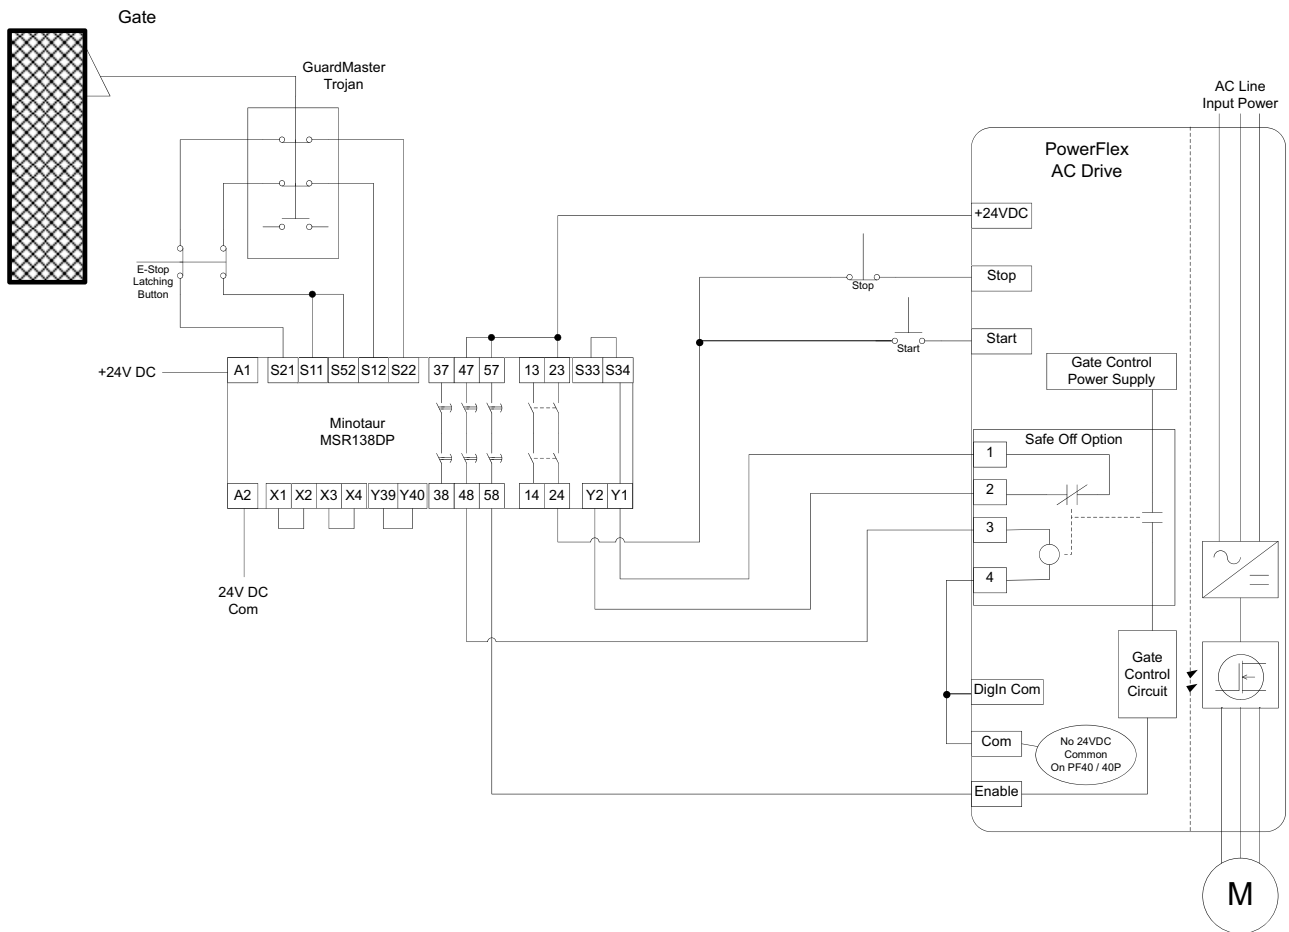 Gate
GuardMaster
Trojan
AC Line
Input Power
PowerFlex
AC Drive
+24VDC
E-Stop
Latching
Button
Stop
Stop
Start
Start
Gate Control
Power Supply
+24V DC
A1 S21 S11 S52 S12 S22 37 47 57 13 23 S33 S34
Minotaur
MSR138DP
Safe Off Option
1
2
3
4
A2 X1 X2 X3 X4 Y39 Y40 38 48 58 14 24 Y2 Y1
24V DC
Com
Gate
Control
Circuit
DigIn Com
Com
No 24VDC
Common
On PF40 / 40P
Enable
M